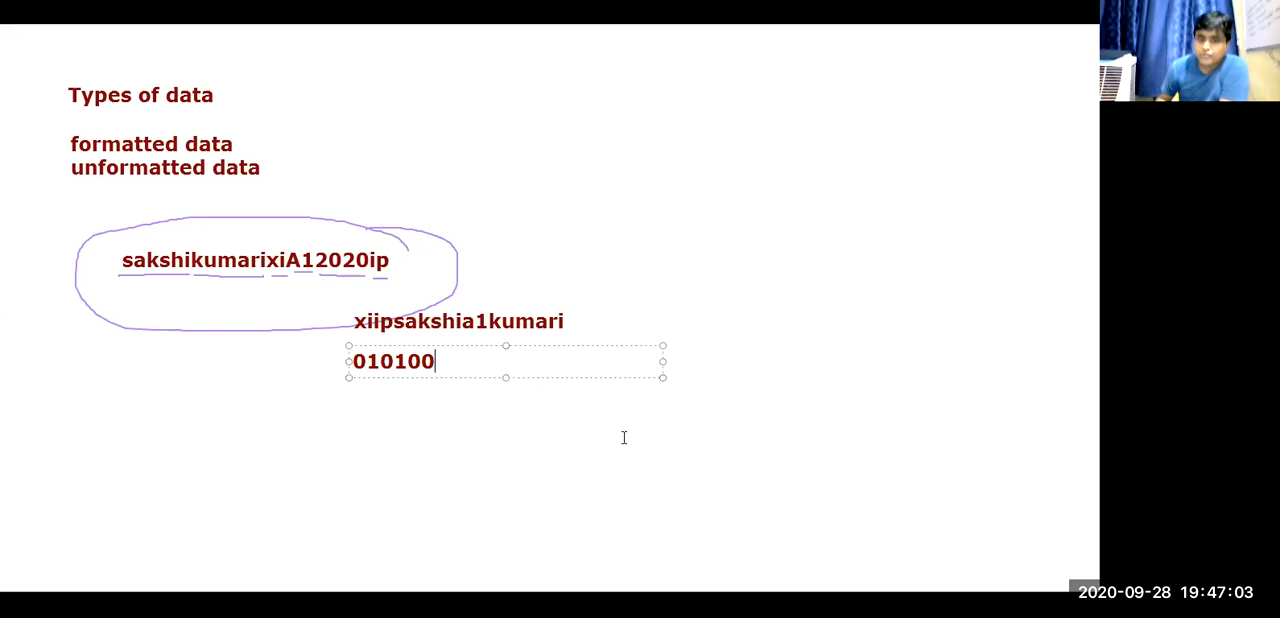 Types of data
formatted data
unformatted data
sakshikumarixiA12020ip
xiipsakshia1kumari
010100
2020-09-28 19:47:03